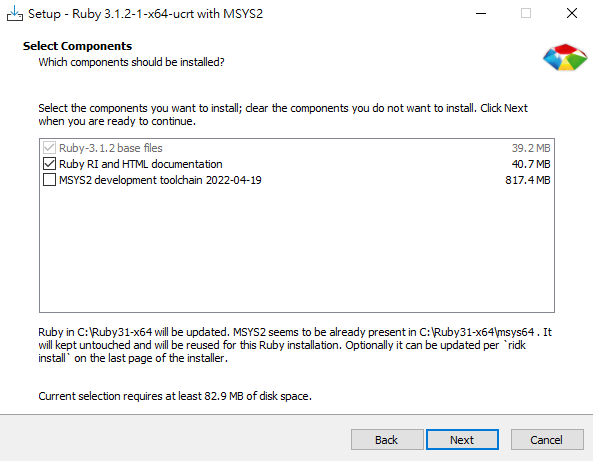 Setup - Ruby 3.1.2-1-x64-ucrt with MSYS2
Select Components
Which components should be installed?
Select the components you want to install; clear the components you do not want to install. Click Next
when you are ready to continue.
Ruby-3.1.2 base files 39.2 MB
Ruby RI and HTML documentation 40.7 MB
MSYS2 development toolchain 2022-04-19 817.4 MB
Ruby in C:\Ruby31-x64 will be updated. MSYS2 seems to be already present in C:\Ruby31-x64\msys64 . It
will kept untouched and will be reused for this Ruby installation. Optionally it can be updated per `ridk
install` on the last page of the installer.
Current selection requires at least 82.9 MB of disk space.
Back Next Cancel